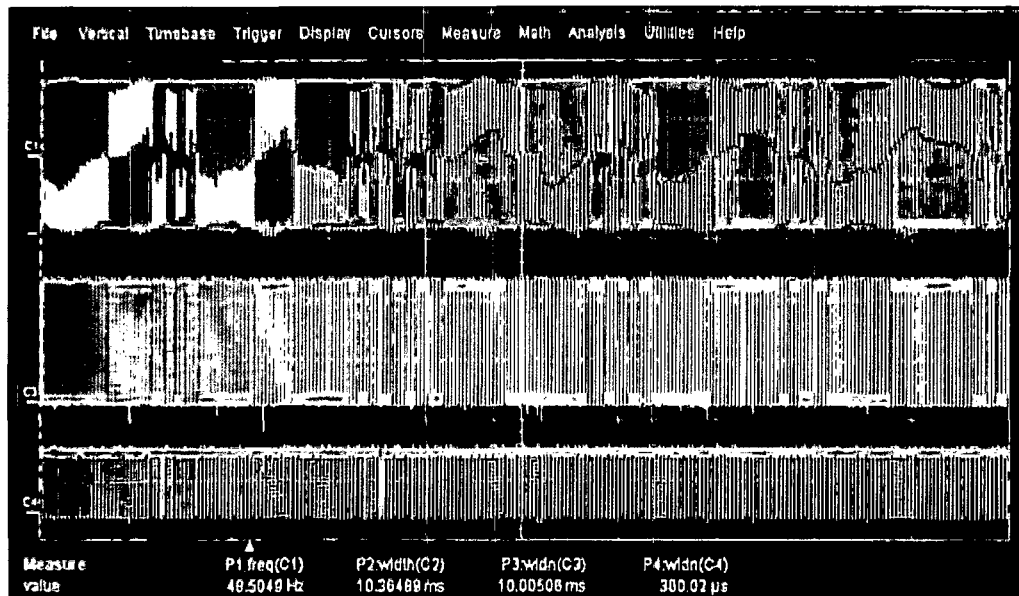 File Vertical Timebase Trigger Display Cursors Measure Math Analysis Utilities Help
C1
C3
C4
Measure P1:freq(C1) P2:width(C2) P3:widn(C3) P4:widn(C4)
value 48.5049 Hz 10.36489 ms 10.00508 ms 300.02 µs